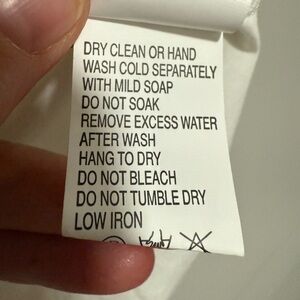 DRY CLEAN OR HAND
WASH COLD SEPARATELY
WITH MILD SOAP
DO NOT SOAK
REMOVE EXCESS WATER
AFTER WASH
HANG TO DRY
DO NOT BLEACH
DO NOT TUMBLE DRY
LOW IRON